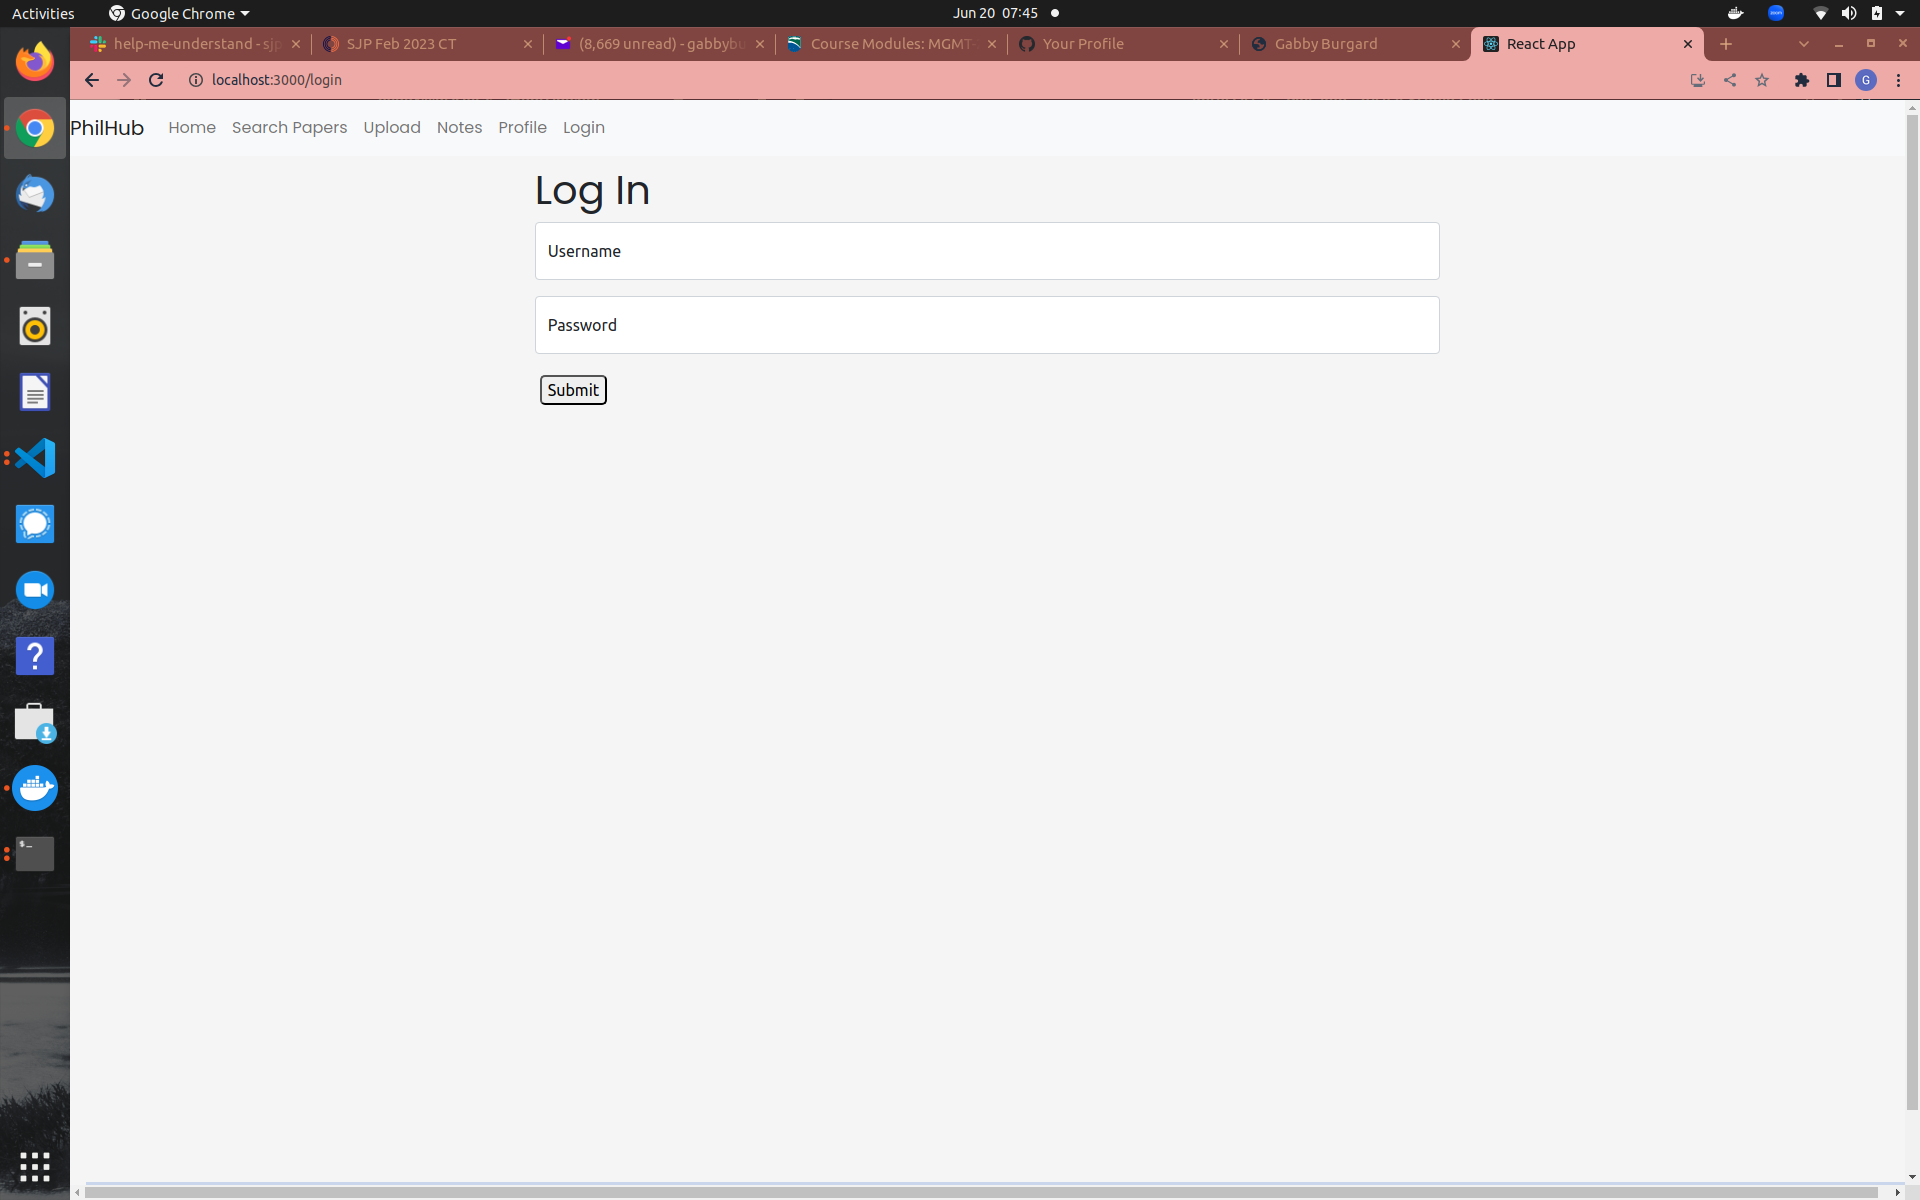 Activities
Google Chrome
Jun 20 07:45
zoom
help-me-understand - sjp
SJP Feb 2023 CT
(8,669 unread) - gabbybu
Course Modules: MGMT-
Your Profile
Gabby Burgard
React App
localhost:3000/login
G
PhilHub
Home
Search Papers
Upload
Notes
Profile
Login
Log In
Username
Password
Submit
?
$_